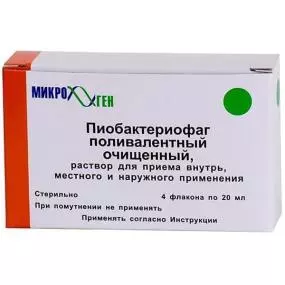 МИКРОГЕН
Пиобактериофаг
поливалентный
очищенный,
раствор для приема внутрь,
местного и наружного применения
Стерильно 4 флакона по 20 мл
При помутнении не применять
Применять согласно Инструкции